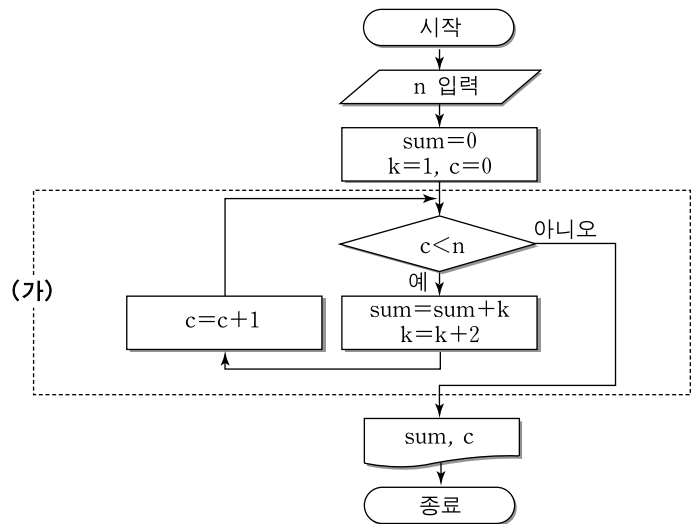 시작
n 입력
sum=0
k=1, c=0
c<n
아니오
예
(가)
sum=sum+k
k=k+2
c=c+1
sum, c
종료